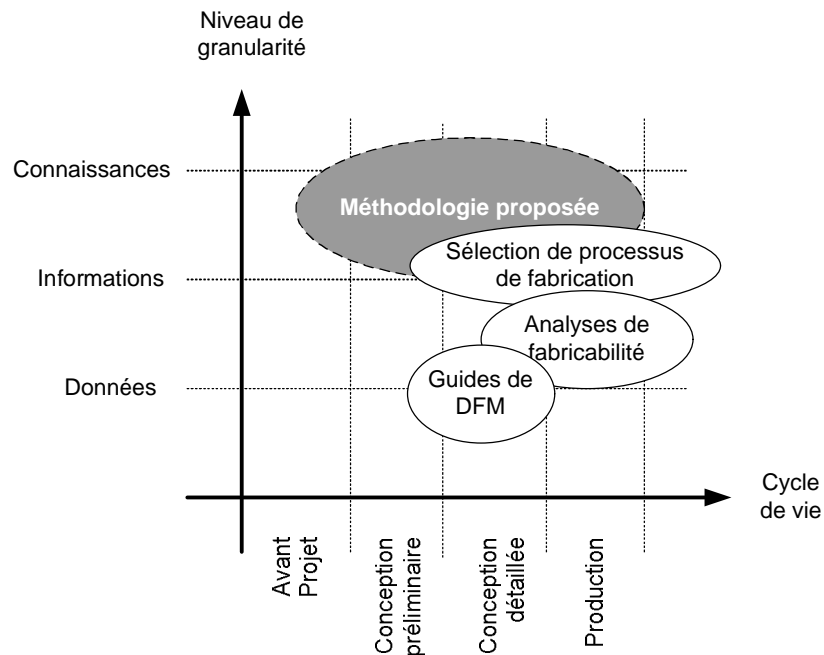 Niveau de
granularité
Connaissances
Méthodologie proposée
Sélection de processus
de fabrication
Informations
Analyses de
fabricabilité
Guides de
DFM
Données
Cycle
de vie
Avant
Projet
Conception
préliminaire
Conception
détaillée
Production